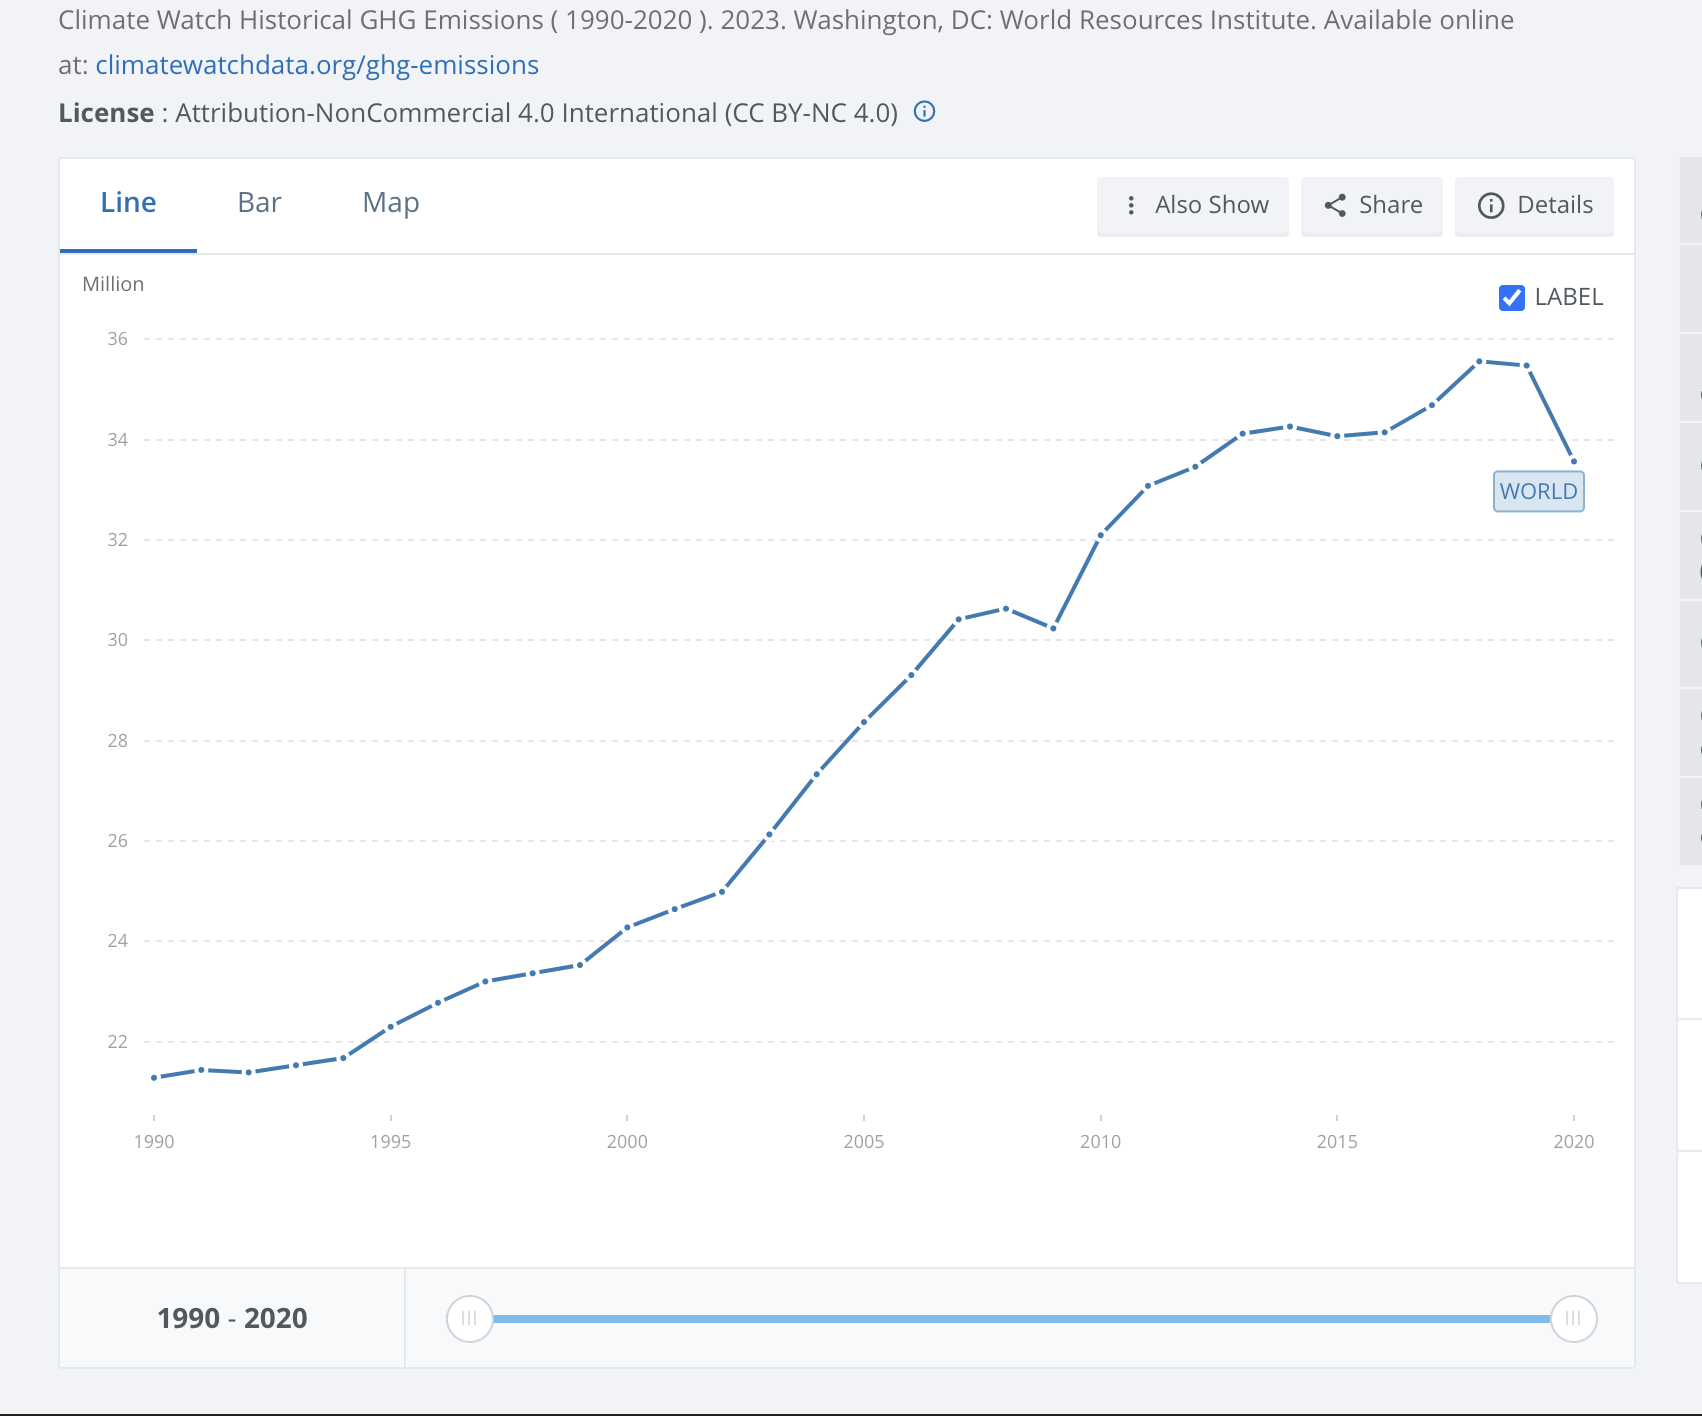 Climate Watch Historical GHG Emissions ( 1990-2020 ). 2023. Washington, DC: World Resources Institute. Available online
at: climatewatchdata.org/ghg-emissions
License : Attribution-NonCommercial 4.0 International (CC BY-NC 4.0)
Line Bar Map Also Show Share Details
Million
LABEL
36
34
WORLD
32
30
28
26
24
22
1990 1995 2000 2005 2010 2015 2020
1990 - 2020